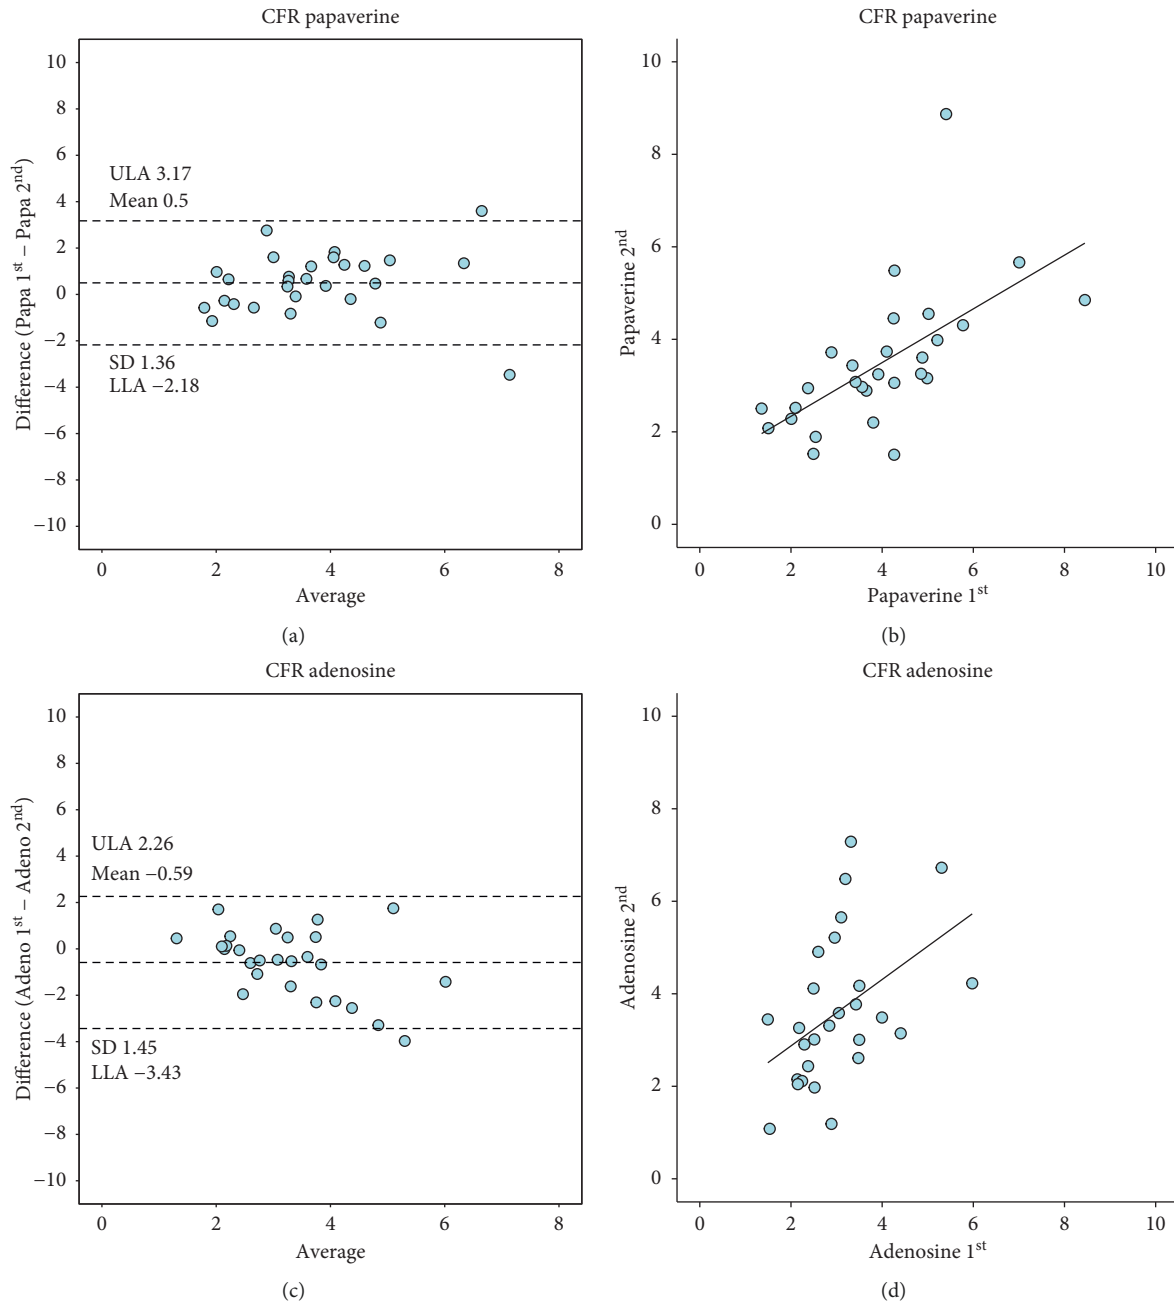 CFR papaverine
10
8
6
4
2
0
−2
−4
−6
−8
−10
Difference (Papa 1st – Papa 2nd)
ULA 3.17
Mean 0.5
SD 1.36
LLA −2.18
0 2 4 6 8
Average
(a)
CFR papaverine
10
8
6
4
2
0
Papaverine 2nd
0 2 4 6 8 10
Papaverine 1st
(b)
CFR adenosine
10
8
6
4
2
0
−2
−4
−6
−8
−10
Difference (Adeno 1st – Adeno 2nd)
ULA 2.26
Mean −0.59
SD 1.45
LLA −3.43
0 2 4 6 8
Average
(c)
CFR adenosine
10
8
6
4
2
0
Adenosine 2nd
0 2 4 6 8 10
Adenosine 1st
(d)